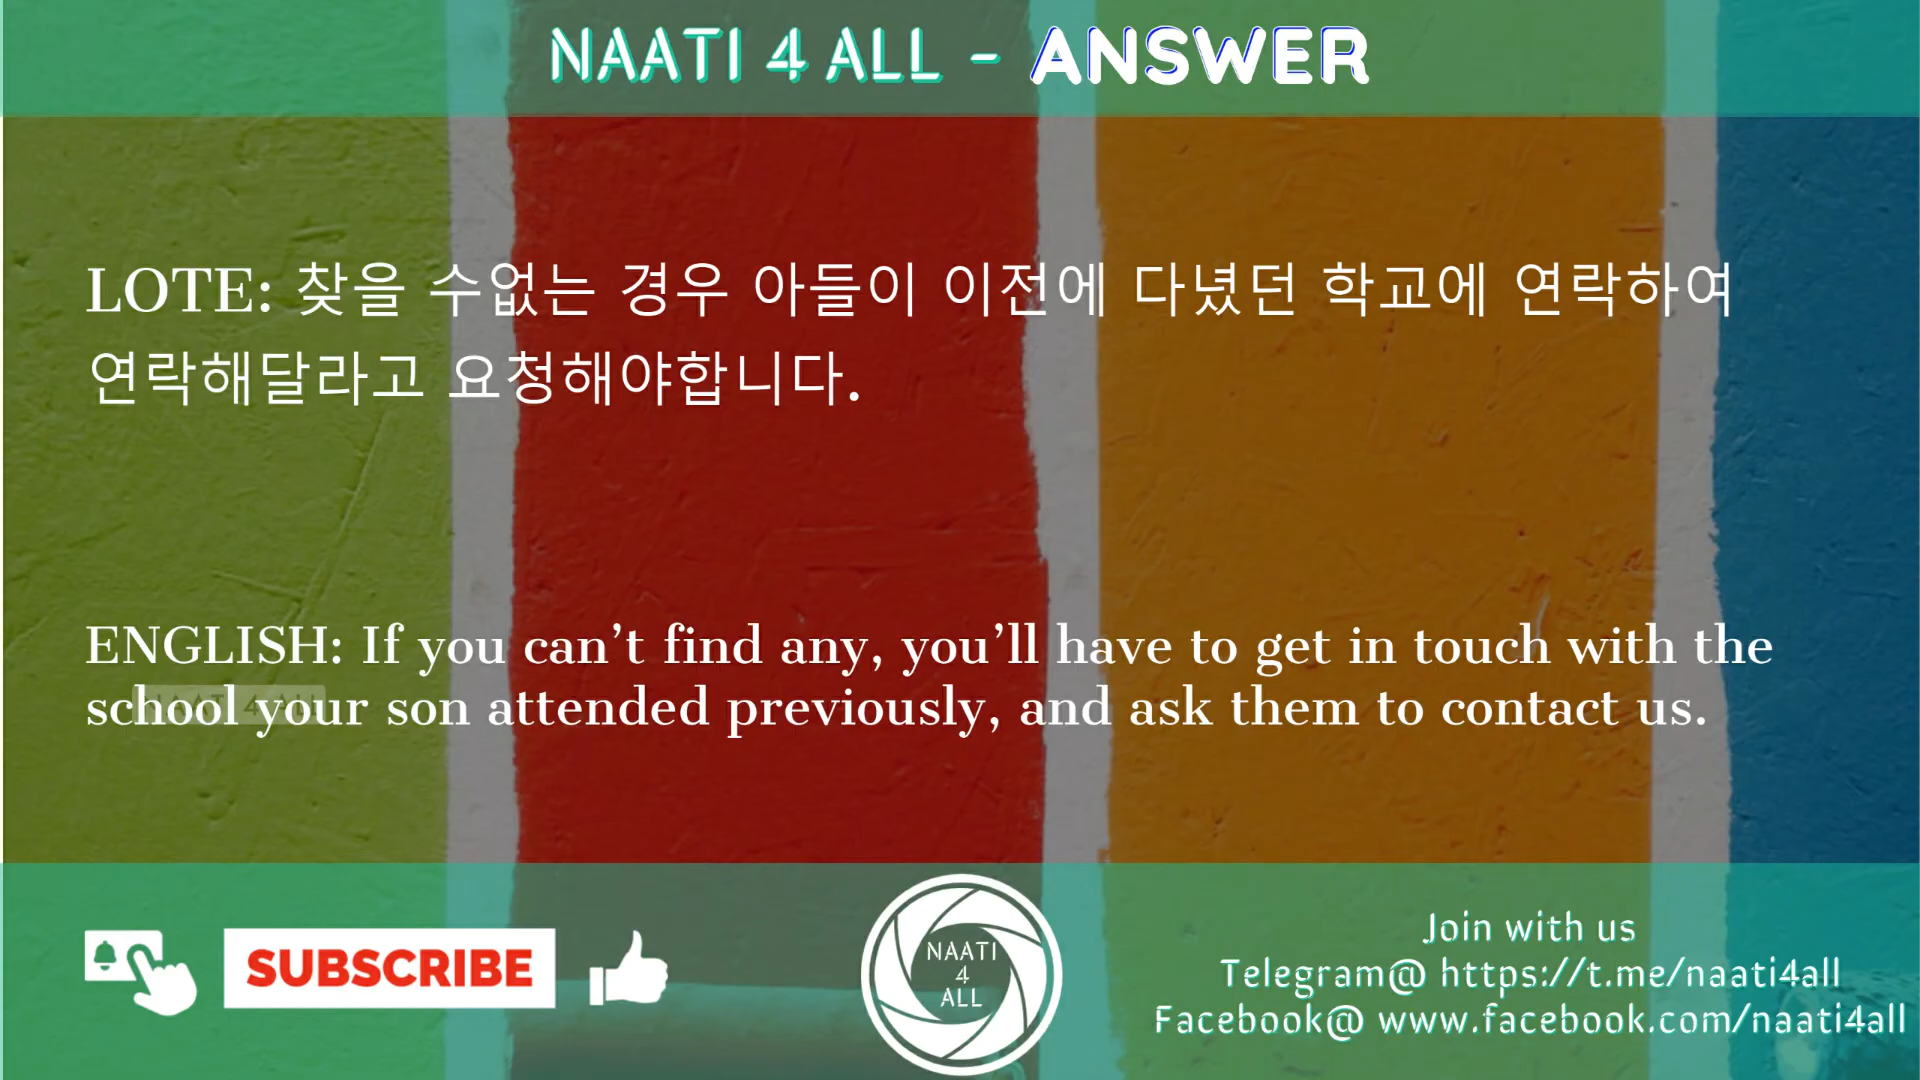 NAATI 4 ALL - ANSWER
LOTE: 찾을 수없는 경우 아들이 이전에 다녔던 학교에 연락하여
연락해달라고 요청해야합니다.
ENGLISH: If you can't find any, you'll have to get in touch with the
NAATI 4 ALL
school your son attended previously, and ask them to contact us.
SUBSCRIBE
NAATI
4
ALL
Join with us
Telegram@ https://t.me/naati4all
Facebook@ www.facebook.com/naati4all